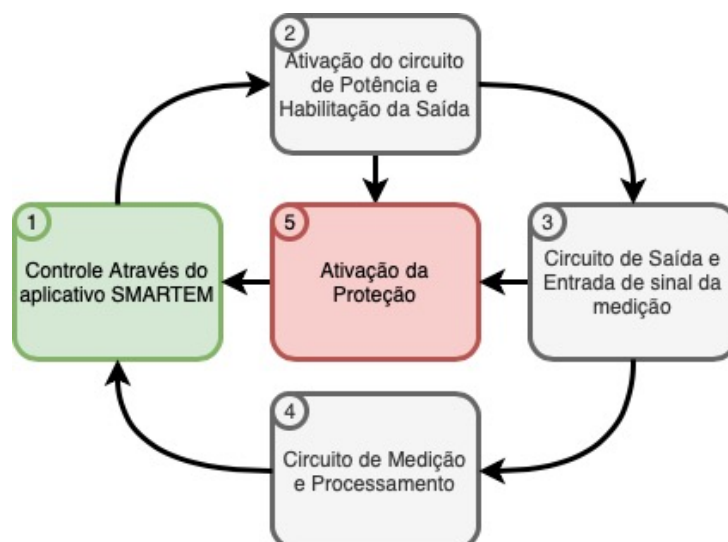 2
Ativação do circuito
de Potência e
Habilitação da Saída
1
Controle Através do
aplicativo SMARTEM
5
Ativação da
Proteção
3
Circuito de Saída e
Entrada de sinal da
medição
4
Circuito de Medição
e Processamento